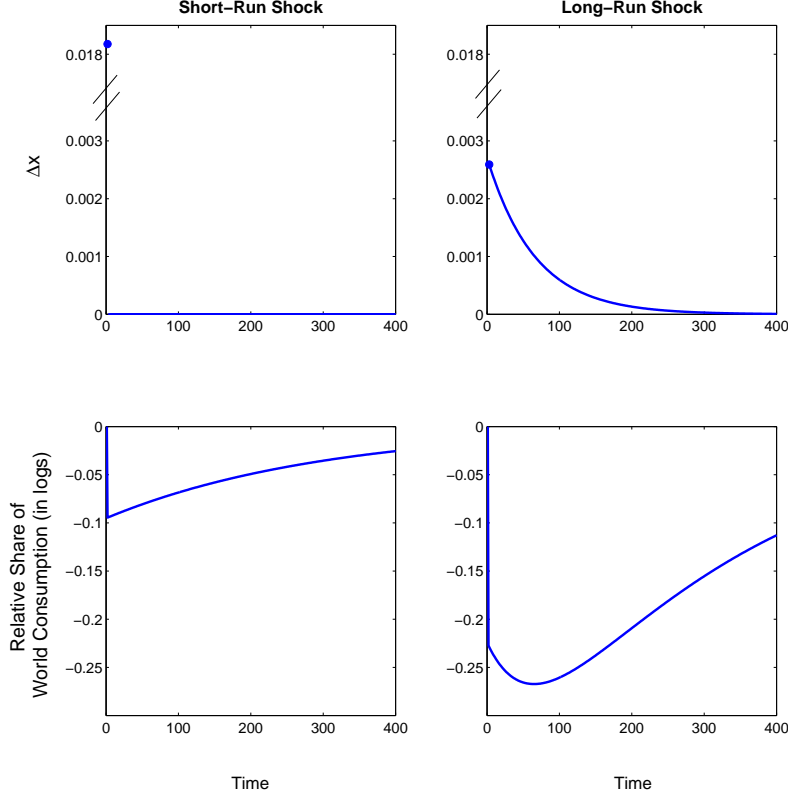 Short−Run Shock
Long−Run Shock
0.018
0.003
0.002
0.001
0
0 100 200 300 400
Δx
0.018
0.003
0.002
0.001
0
0 100 200 300 400
0
−0.05
−0.1
−0.15
−0.2
−0.25
0 100 200 300 400
Relative Share of
World Consumption (in logs)
Time
0
−0.05
−0.1
−0.15
−0.2
−0.25
0 100 200 300 400
Time